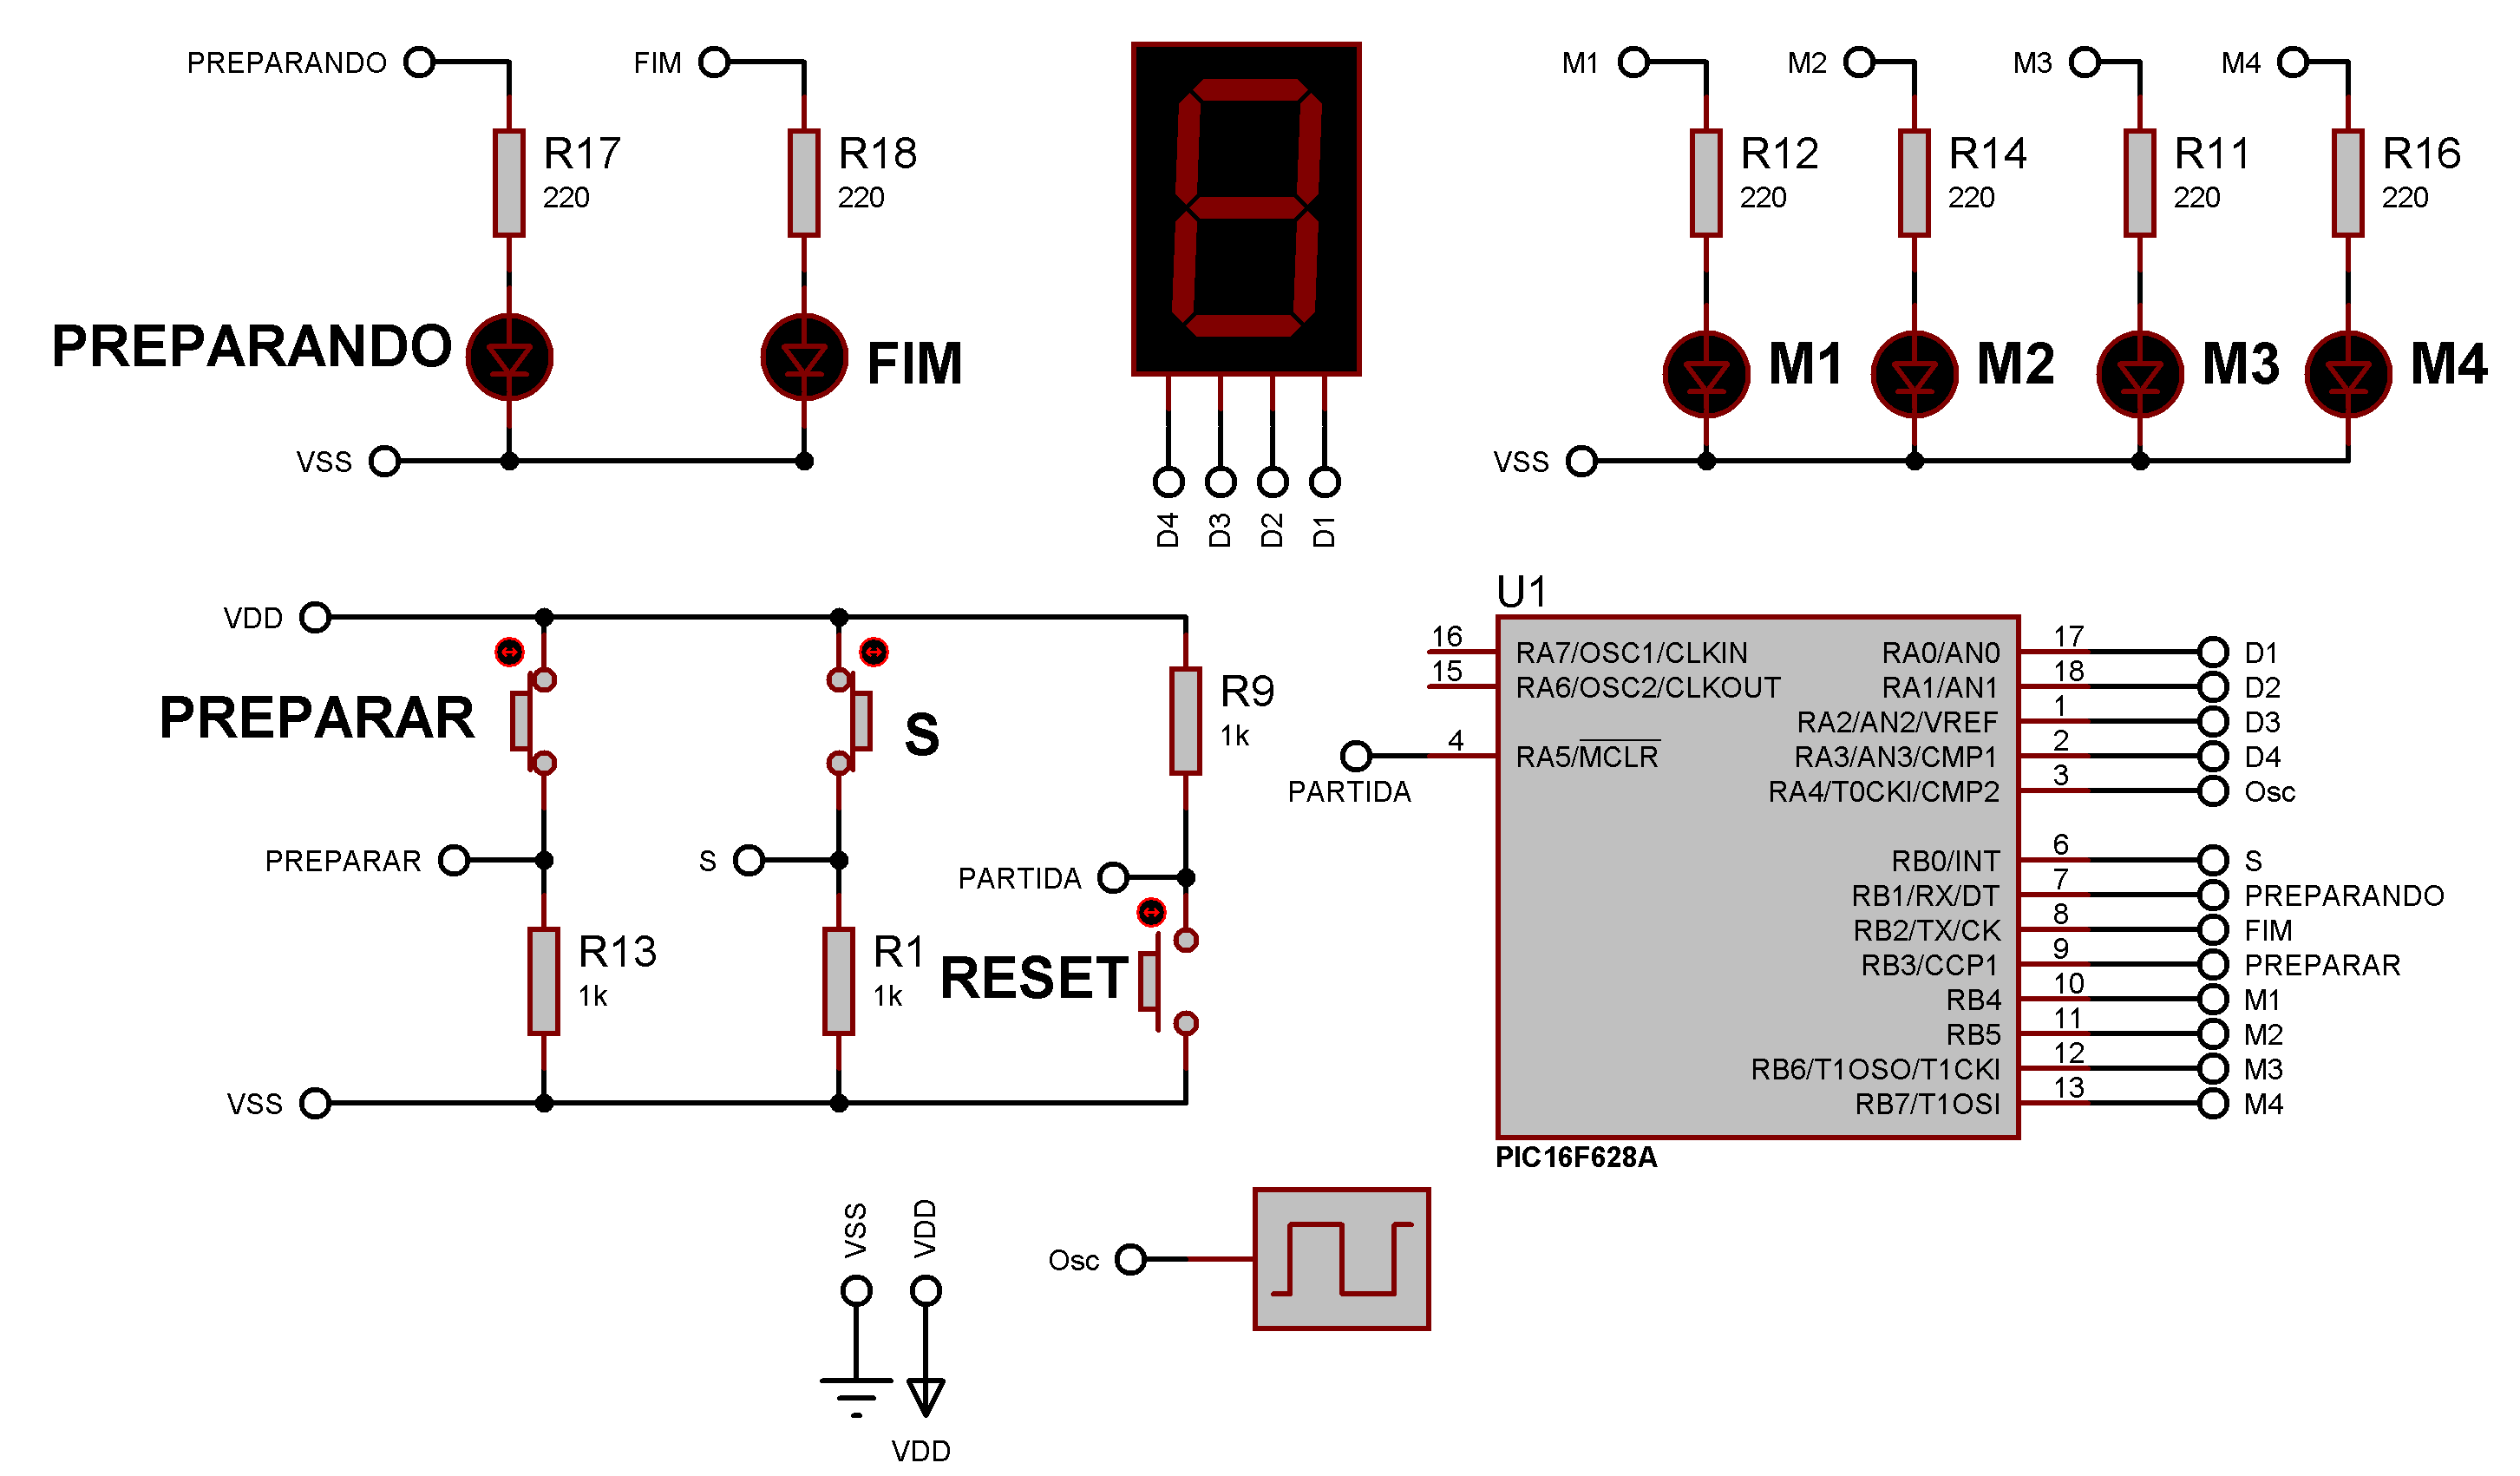 PREPARANDO
FIM
M1
M2
M3
M4
R17
220
R18
220
R12
220
R14
220
R11
220
R16
220
PREPARANDO
FIM
M1
M2
M3
M4
VSS
VSS
D4
D3
D2
D1
VDD
PREPARAR
S
R9
1k
PREPARAR
S
PARTIDA
R13
1k
R1
1k
RESET
VSS
U1
16 RA7/OSC1/CLKIN
15 RA6/OSC2/CLKOUT
4 RA5/MCLR
PARTIDA
RA0/AN0 17 D1
RA1/AN1 18 D2
RA2/AN2/VREF 1 D3
RA3/AN3/CMP1 2 D4
RA4/T0CKI/CMP2 3 Osc
RB0/INT 6 S
RB1/RX/DT 7 PREPARANDO
RB2/TX/CK 8 FIM
RB3/CCP1 9 PREPARAR
RB4 10 M1
RB5 11 M2
RB6/T1OSO/T1CKI 12 M3
RB7/T1OSI 13 M4
PIC16F628A
VSS
VDD
Osc
VDD